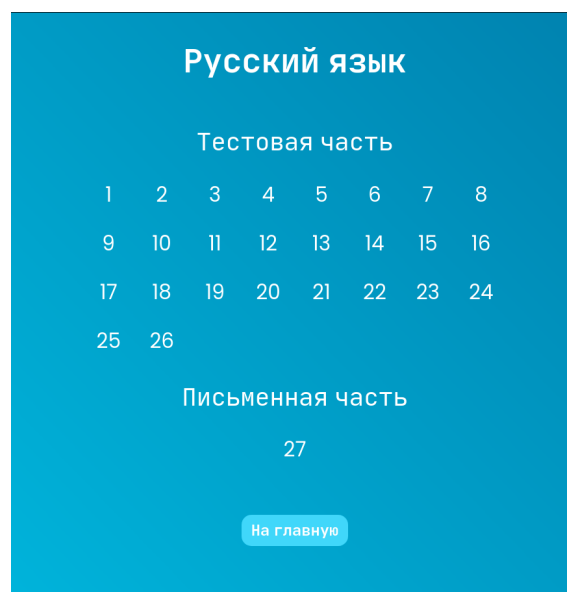 Русский язык
Тестовая часть
1 2 3 4 5 6 7 8
9 10 11 12 13 14 15 16
17 18 19 20 21 22 23 24
25 26
Письменная часть
27
На главную